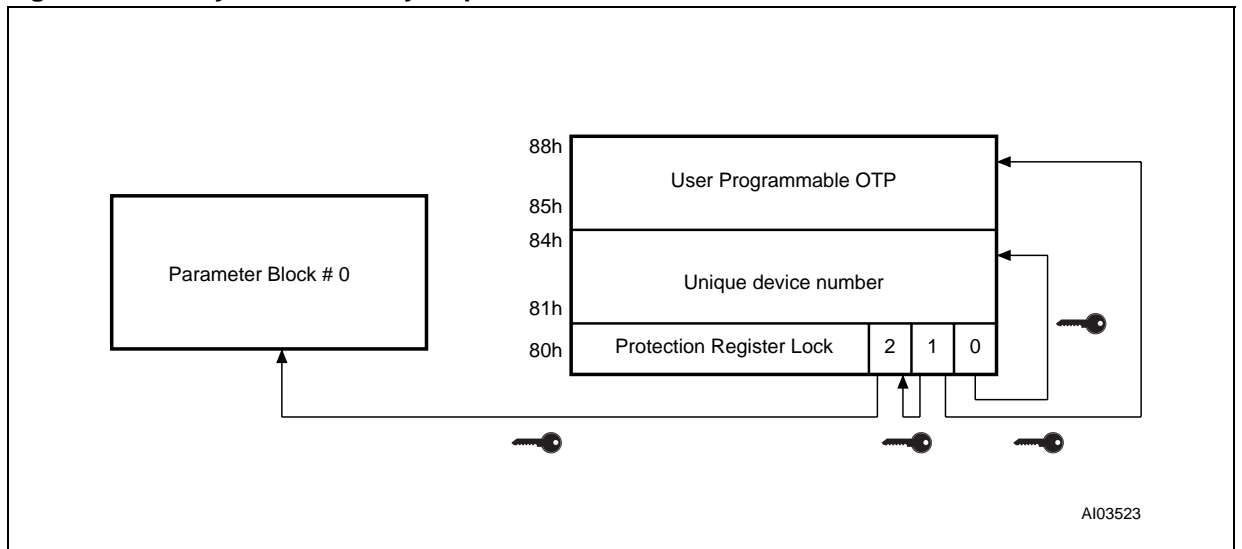 88h
User Programmable OTP
85h
84h
Parameter Block # 0
Unique device number
81h
80h
Protection Register Lock
2
1
0
AI03523